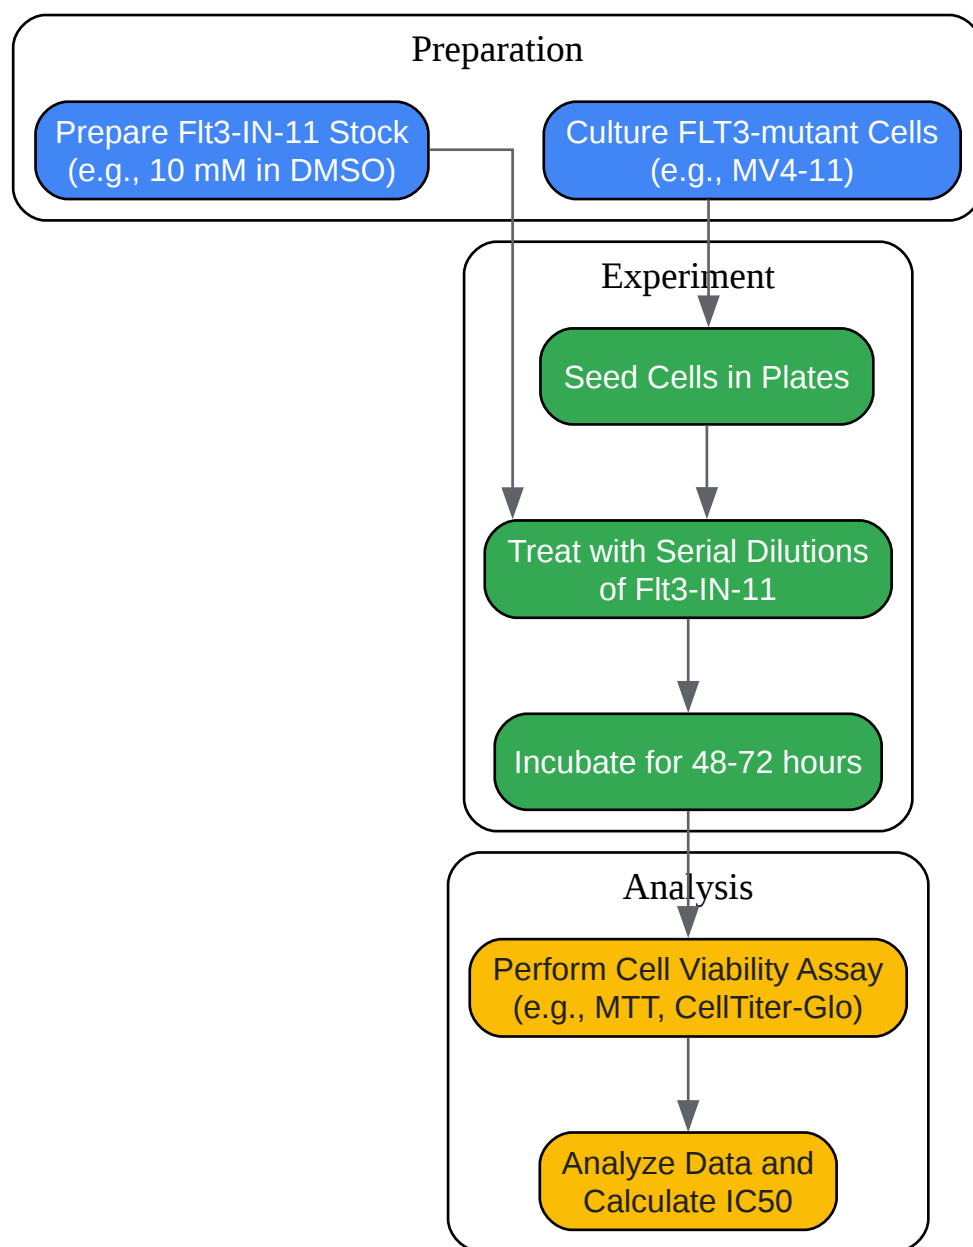 Preparation
Prepare Flt3-IN-11 Stock
(e.g., 10 mM in DMSO)
Culture FLT3-mutant Cells
(e.g., MV4-11)
Experiment
Seed Cells in Plates
Treat with Serial Dilutions
of Flt3-IN-11
Incubate for 48-72 hours
Analysis
Perform Cell Viability Assay
(e.g., MTT, CellTiter-Glo)
Analyze Data and
Calculate IC50